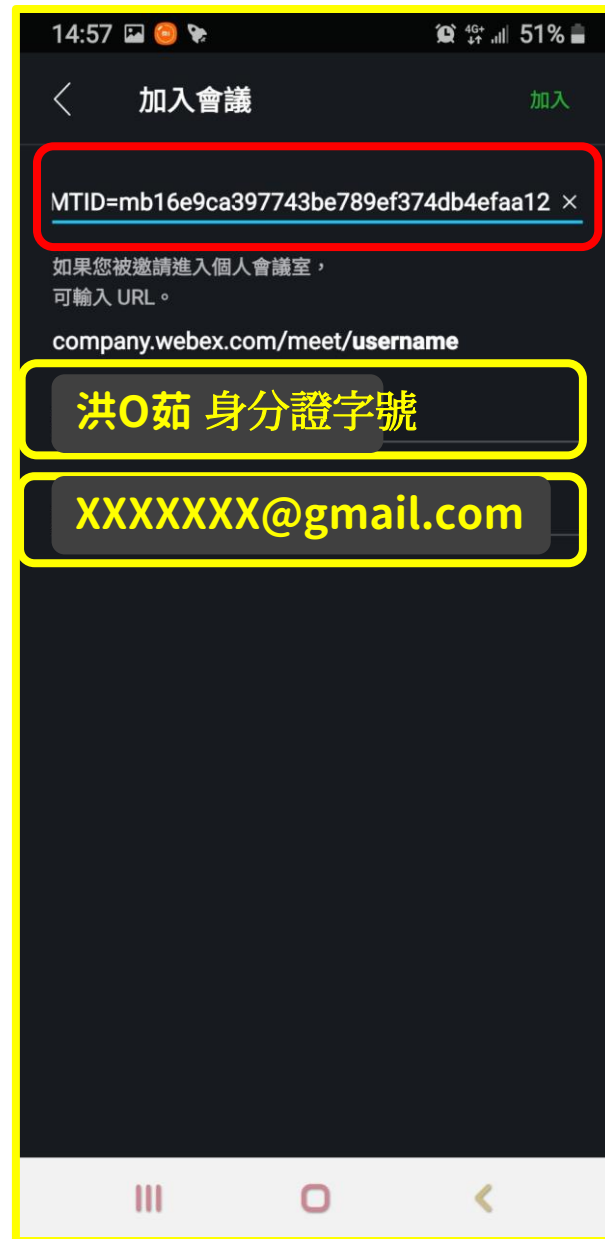 14:57 4G+ 51%
加入會議 加入
MTID=mb16e9ca397743be789ef374db4efaa12 ×
如果您被邀請進入個人會議室，
可輸入 URL。
company.webex.com/meet/username
洪O茹 身分證字號
XXXXXXX@gmail.com